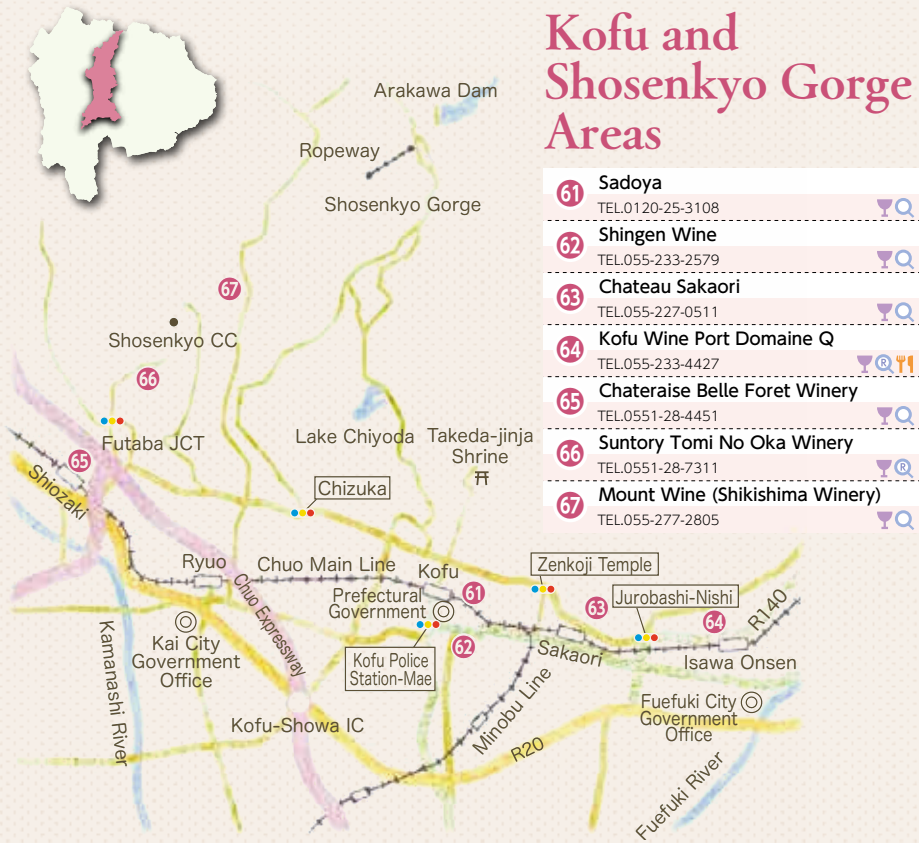 Kofu and
Shosenkyo Gorge
Areas
61 Sadoya
TEL.0120-25-3108
62 Shingen Wine
TEL.055-233-2579
63 Chateau Sakaori
TEL.055-227-0511
64 Kofu Wine Port Domaine Q
TEL.055-233-4427
R
65 Chateraise Belle Foret Winery
TEL.0551-28-4451
66 Suntory Tomi No Oka Winery
TEL.0551-28-7311
R
67 Mount Wine (Shikishima Winery)
TEL.055-277-2805
Arakawa Dam
Ropeway
Shosenkyo Gorge
67
Shosenkyo CC
66
Futaba JCT
65
Shiozaki
Lake Chiyoda
Takeda-jinja
Shrine
Chizuka
Ryuo
Chuo Main Line
Kofu
61
Zenkoji Temple
Prefectural
Government
63
Jurobashi-Nishi
64
R140
Chuo Expressway
Kai City
Government
Office
Kamanashi River
62
Kofu Police
Station-Mae
Sakaori
Isawa Onsen
Minobu Line
Kofu-Showa IC
R20
Fuefuki City
Government
Office
Fuefuki River